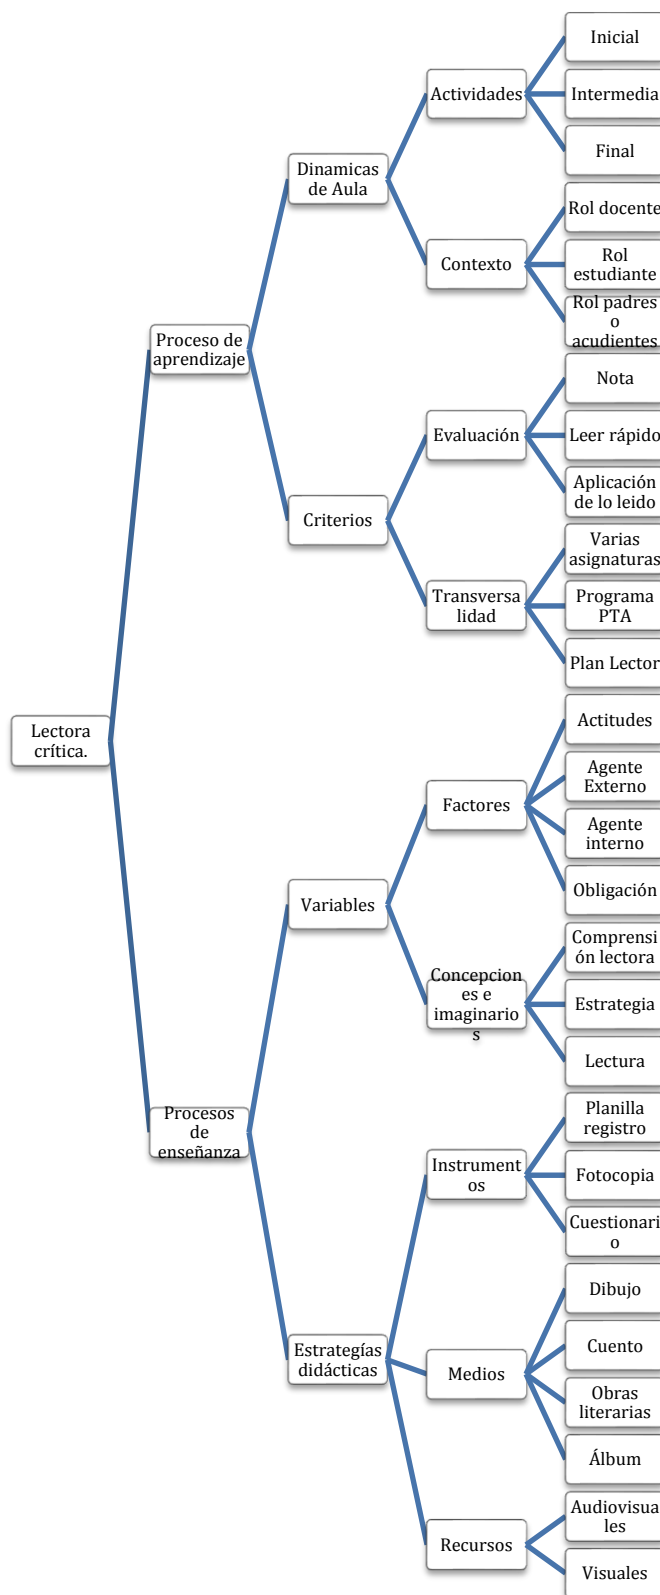 Inicial
Actividades
Intermedia
Final
Dinamicas
de Aula
Rol docente
Contexto
Rol
estudiante
Rol padres
o
acudientes
Proceso de
aprendizaje
Nota
Evaluación
Leer rápido
Aplicación
de lo leido
Criterios
Varias
asignaturas
Transversa
lidad
Programa
PTA
Plan Lector
Lectora
crítica.
Actitudes
Agente
Externo
Factores
Agente
interno
Obligación
Variables
Comprensi
ón lectora
Concepcion
es e
imaginario
s
Estrategia
Lectura
Procesos
de
enseñanza
Planilla
registro
Instrument
os
Fotocopia
Cuestionari
o
Dibujo
Estrategías
didácticas
Cuento
Medios
Obras
literarias
Álbum
Audiovisua
les
Recursos
Visuales